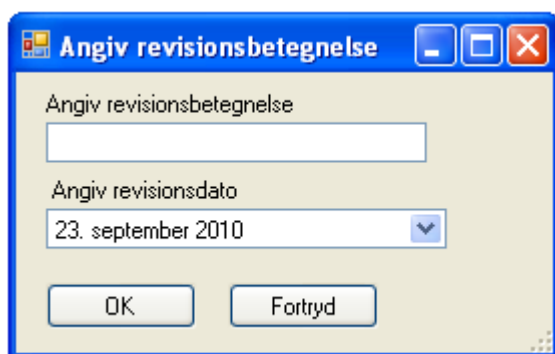 Angiv revisionsbetegnelse
Angiv revisionsbetegnelse
Angiv revisionsdato
23. september 2010
OK Fortryd